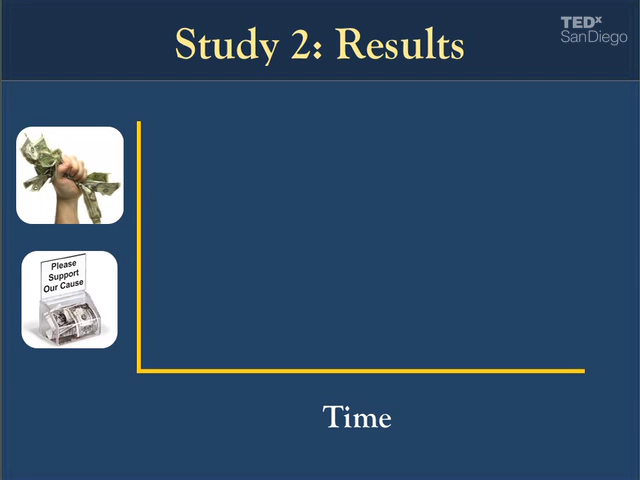 Study 2: Results
TEDx
SanDiego
Please
Support
Our Cause
Time